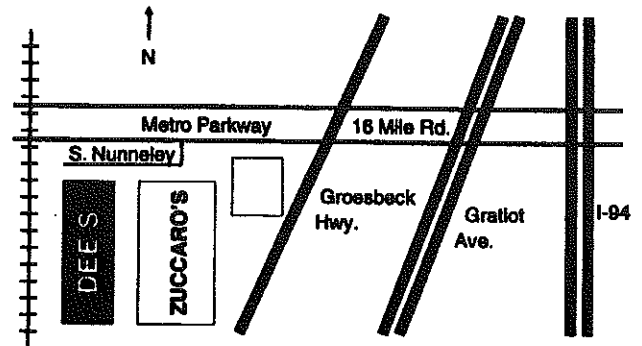 N
Metro Parkway
16 Mile Rd.
S. Nunneley
DEES
ZUCCARO'S
Groesbeck
Hwy.
Gratiot
Ave.
I-94